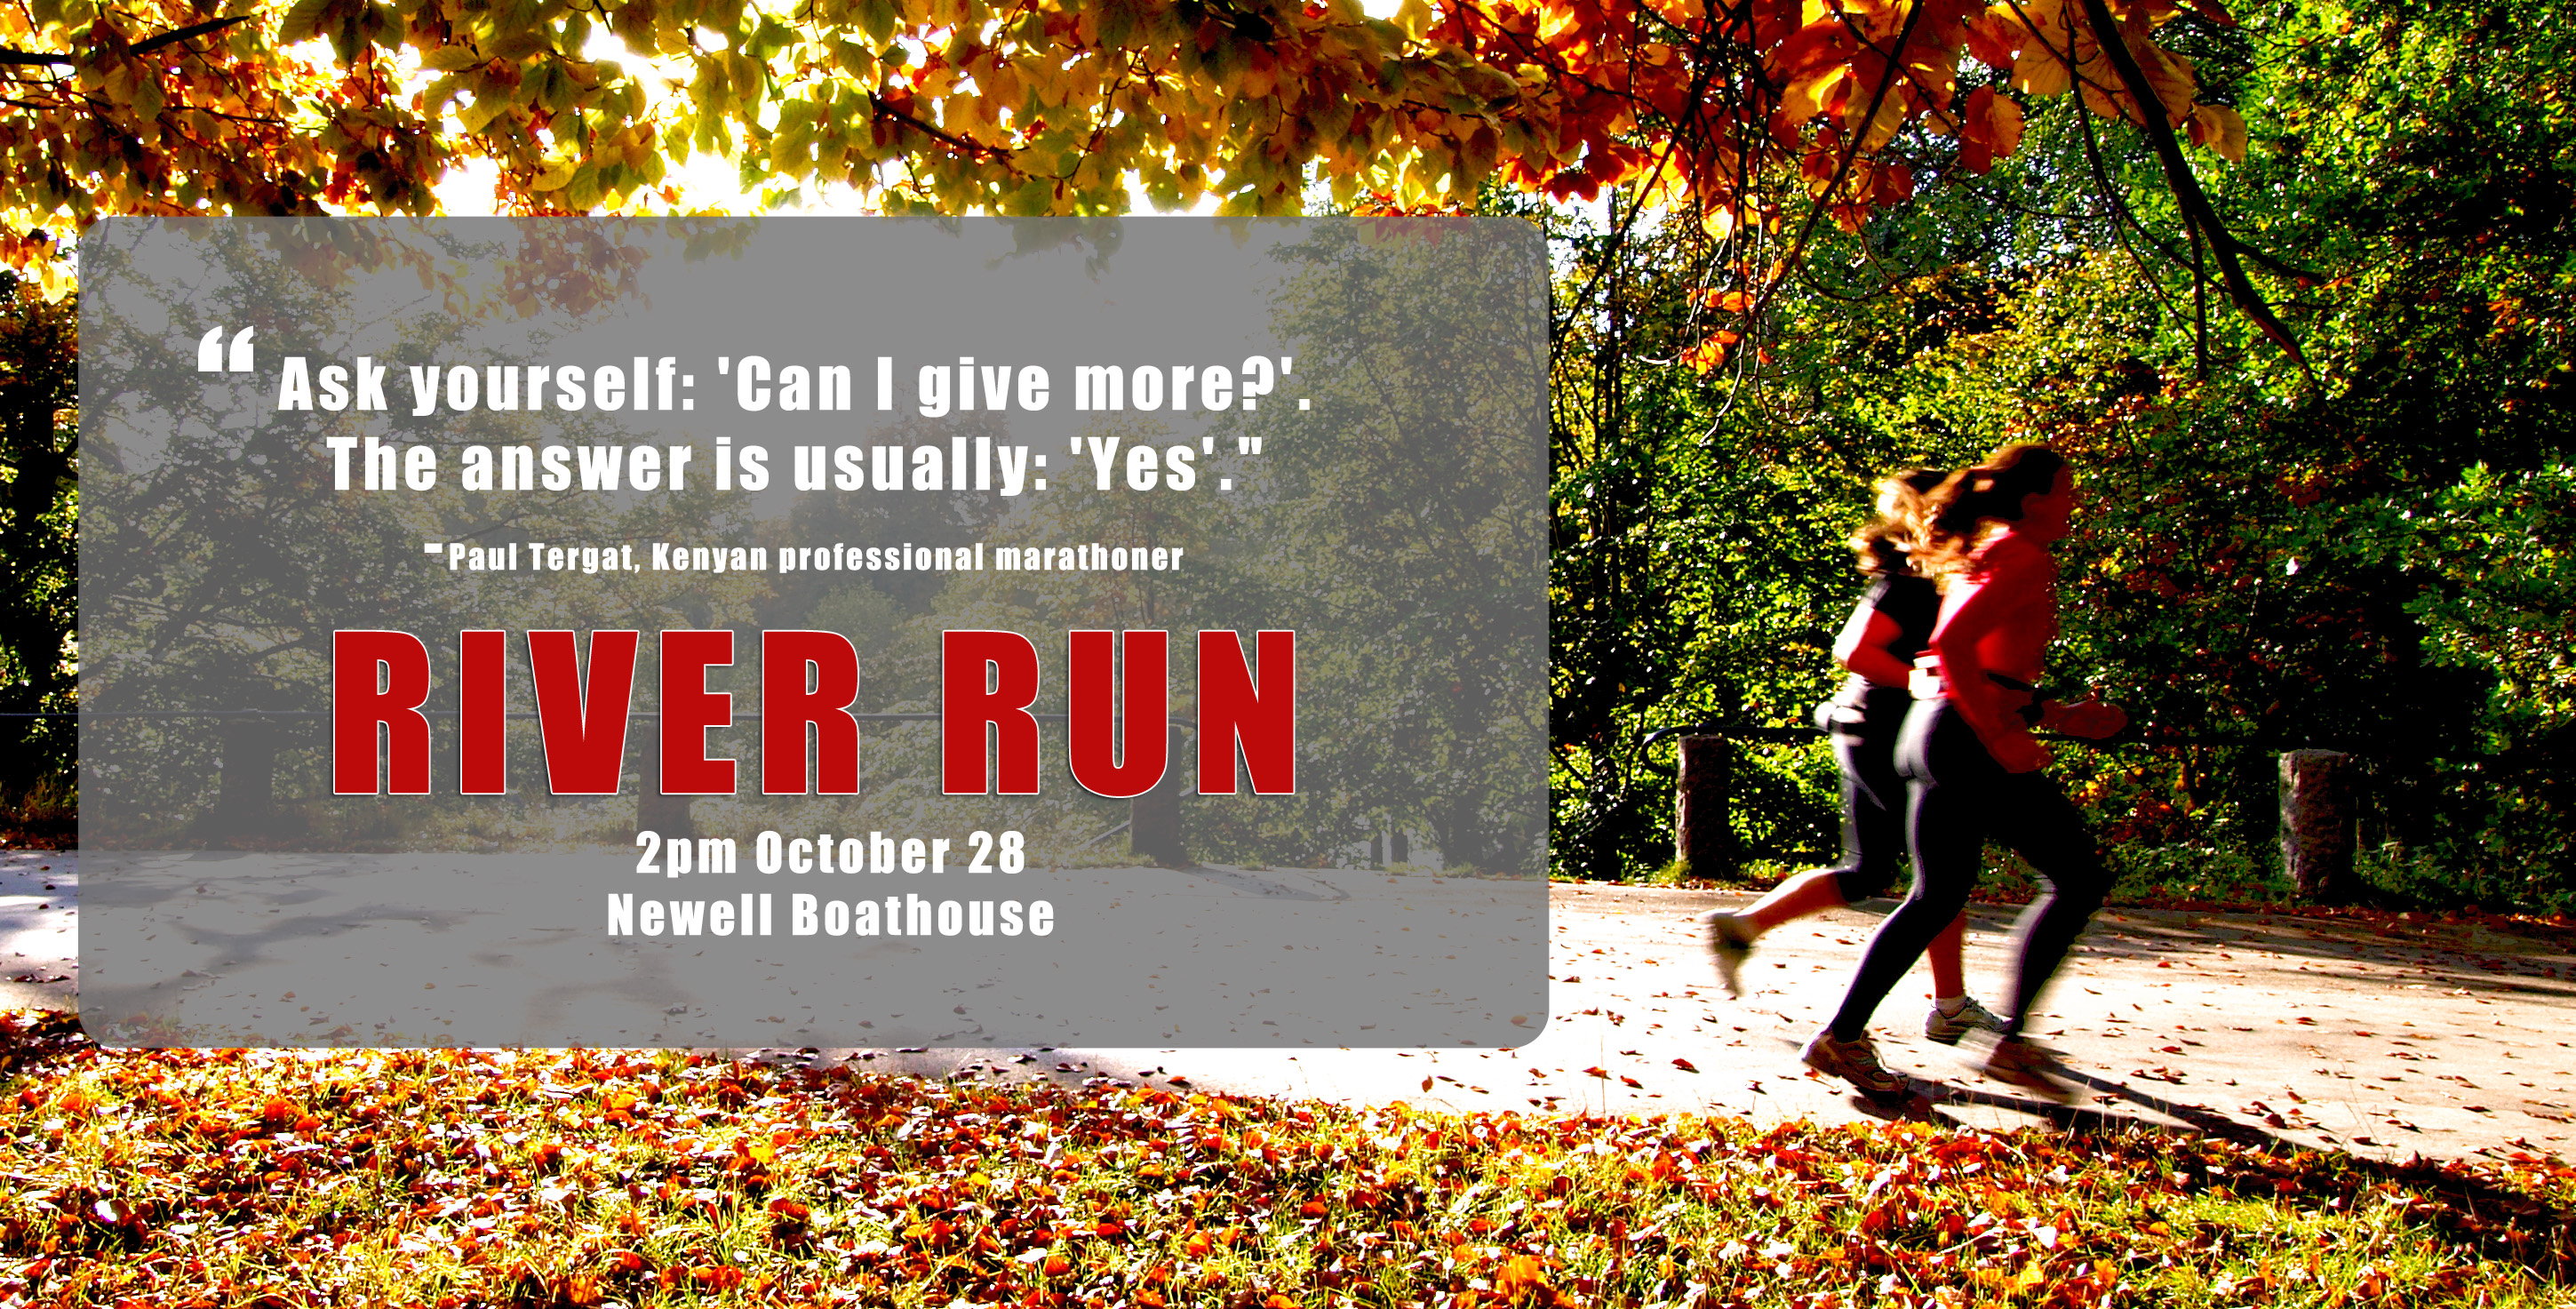 “Ask yourself: 'Can I give more?'.
The answer is usually: 'Yes'."
-Paul Tergat, Kenyan professional marathoner
RIVER RUN
2pm October 28
Newell Boathouse